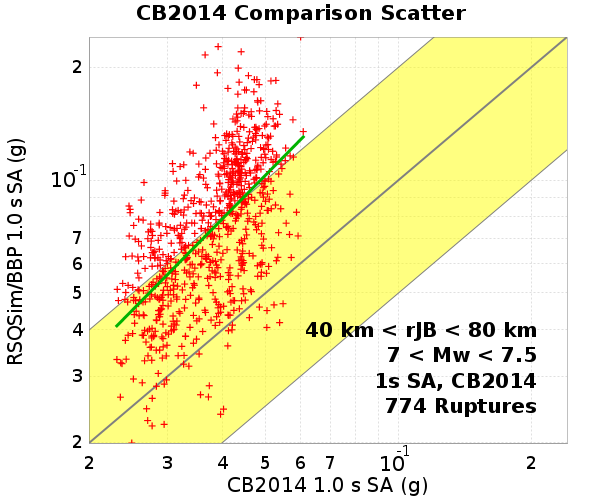 CB2014 Comparison Scatter
RSQSim/BBP 1.0 s SA (g)
2
10-1
7
6
5
4
3
2
40 km < rJB < 80 km
7 < Mw < 7.5
1s SA, CB2014
774 Ruptures
2 3 4 5 6 7 10-1 2
CB2014 1.0 s SA (g)